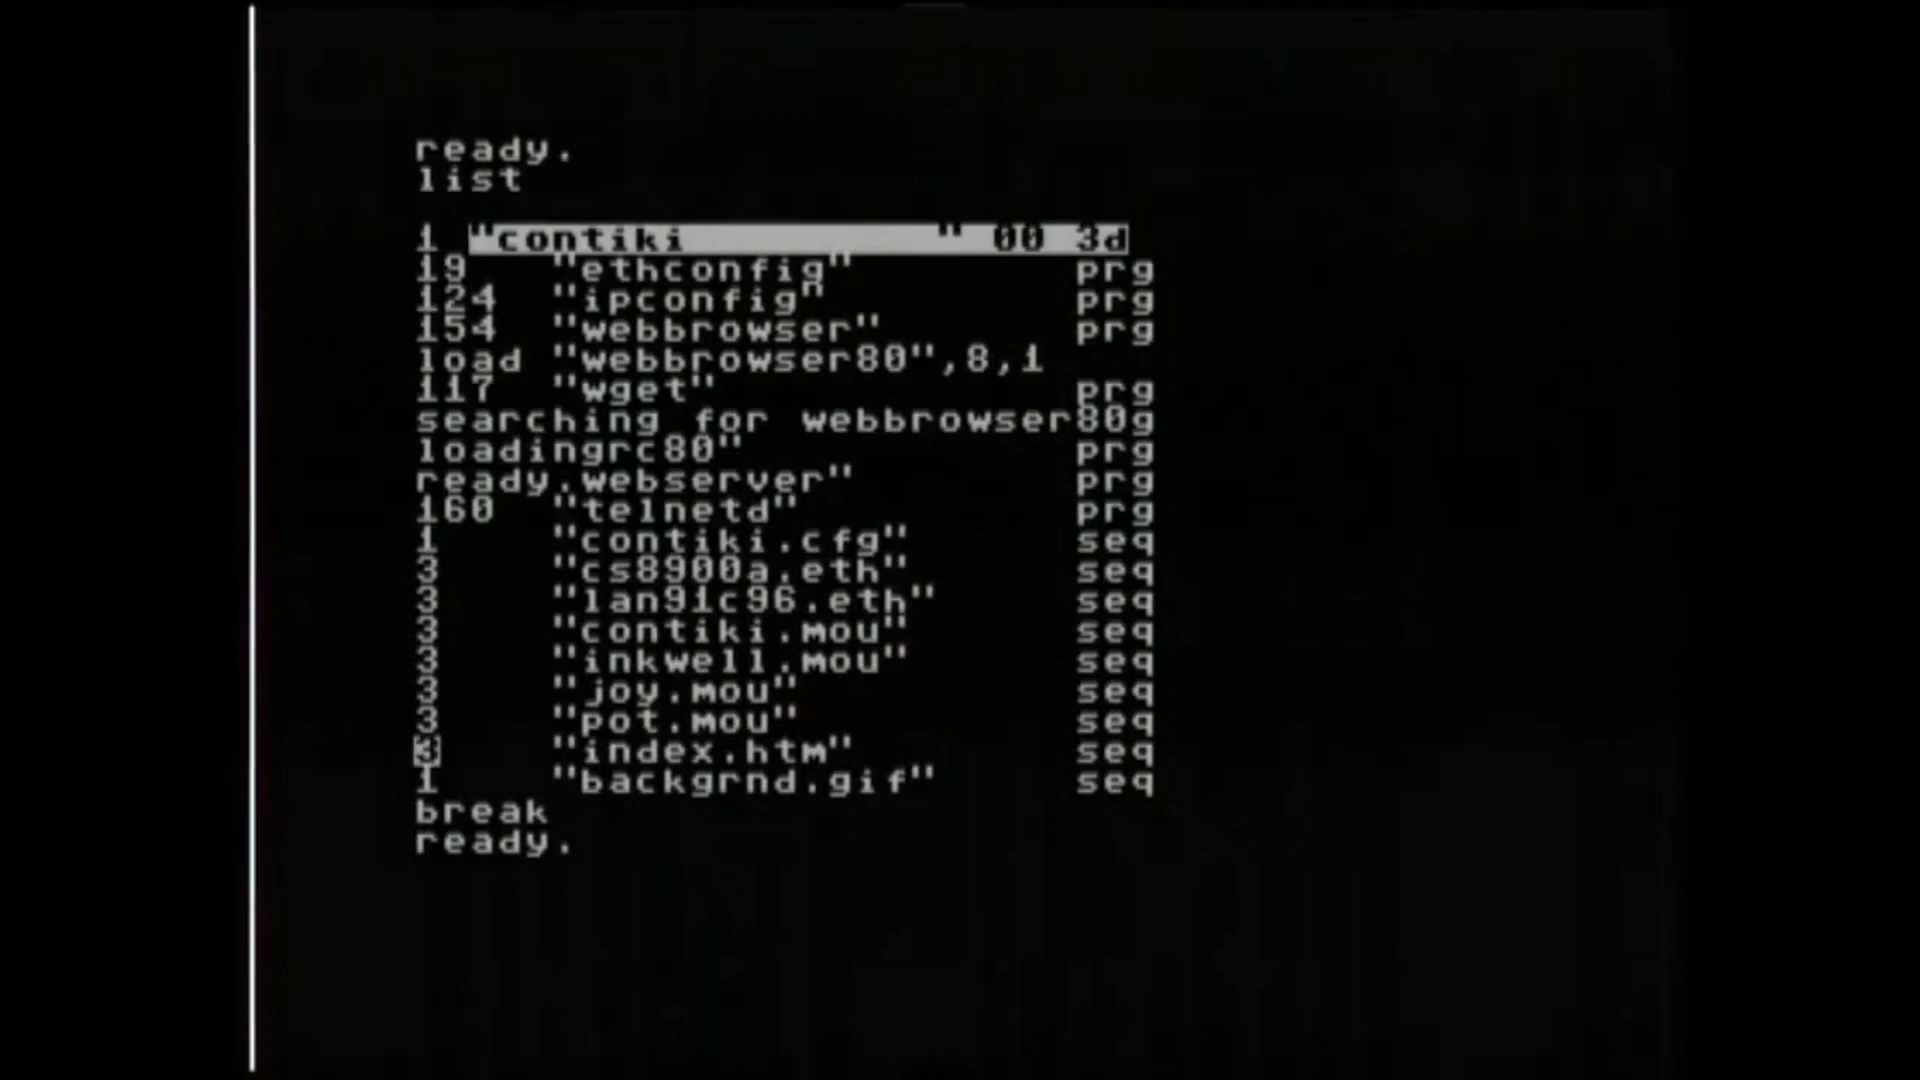 ready.
list
1 "contiki          " 00 3d
19   "ethconfig"        prg
124  "ipconfig"         prg
154  "webbrowser"       prg
load "webbrowser80",8,1
117  "wget"             prg
searching for webbrowser80g
loadingrc80"            prg
ready.webserver"        prg
160  "telnetd"          prg
1    "contiki.cfg"      seq
3    "cs8900a.eth"      seq
3    "lan91c96.eth"     seq
3    "contiki.mou"      seq
3    "inkwell.mou"      seq
3    "joy.mou"          seq
3    "pot.mou"          seq
3    "index.htm"        seq
1    "backgrnd.gif"     seq
break
ready.